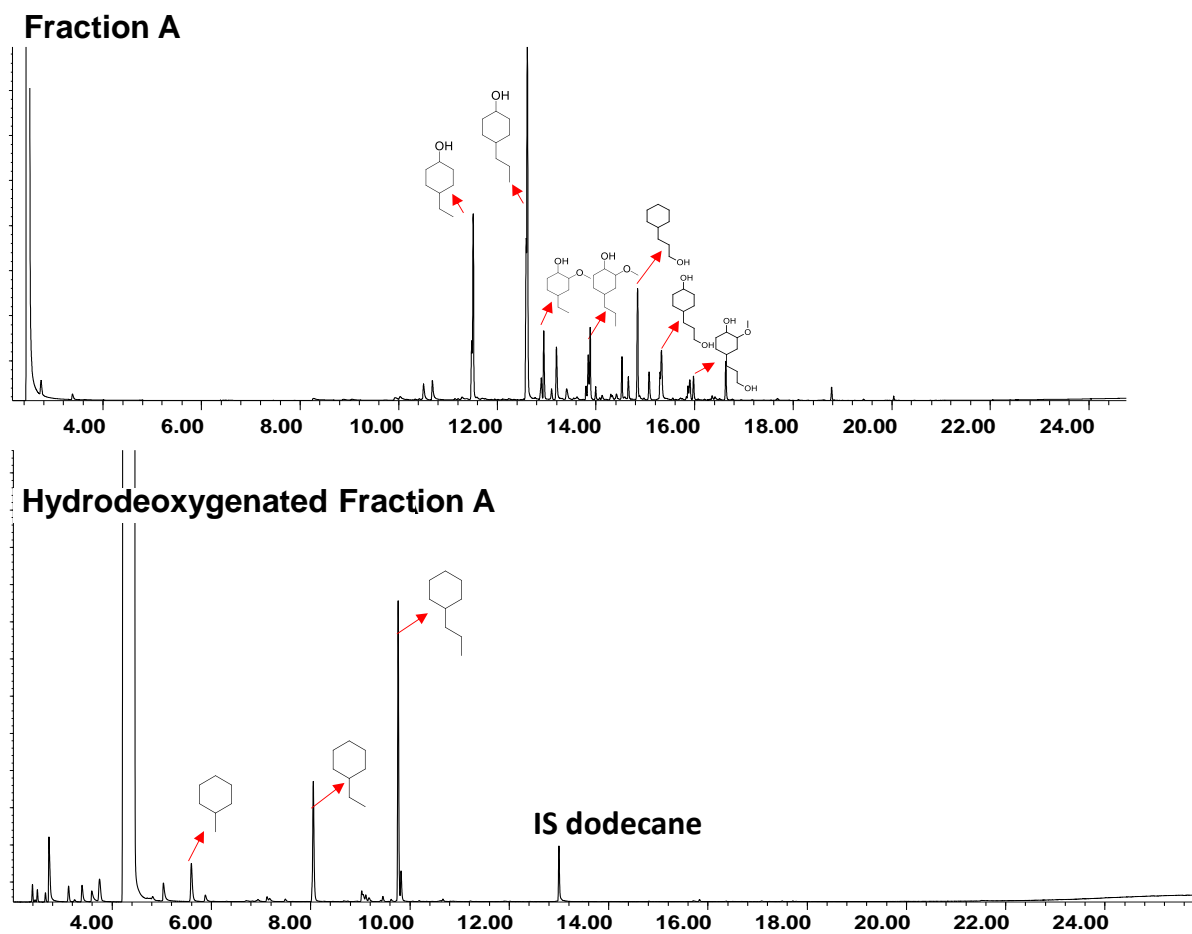 Fraction A
OH
OH
OH
OH
OH
O
OH
O
OH
OH
OH
O
OH
4.00 6.00 8.00 10.00 12.00 14.00 16.00 18.00 20.00 22.00 24.00
Hydrodeoxygenated Fraction A
IS dodecane
4.00 6.00 8.00 10.00 12.00 14.00 16.00 18.00 20.00 22.00 24.00